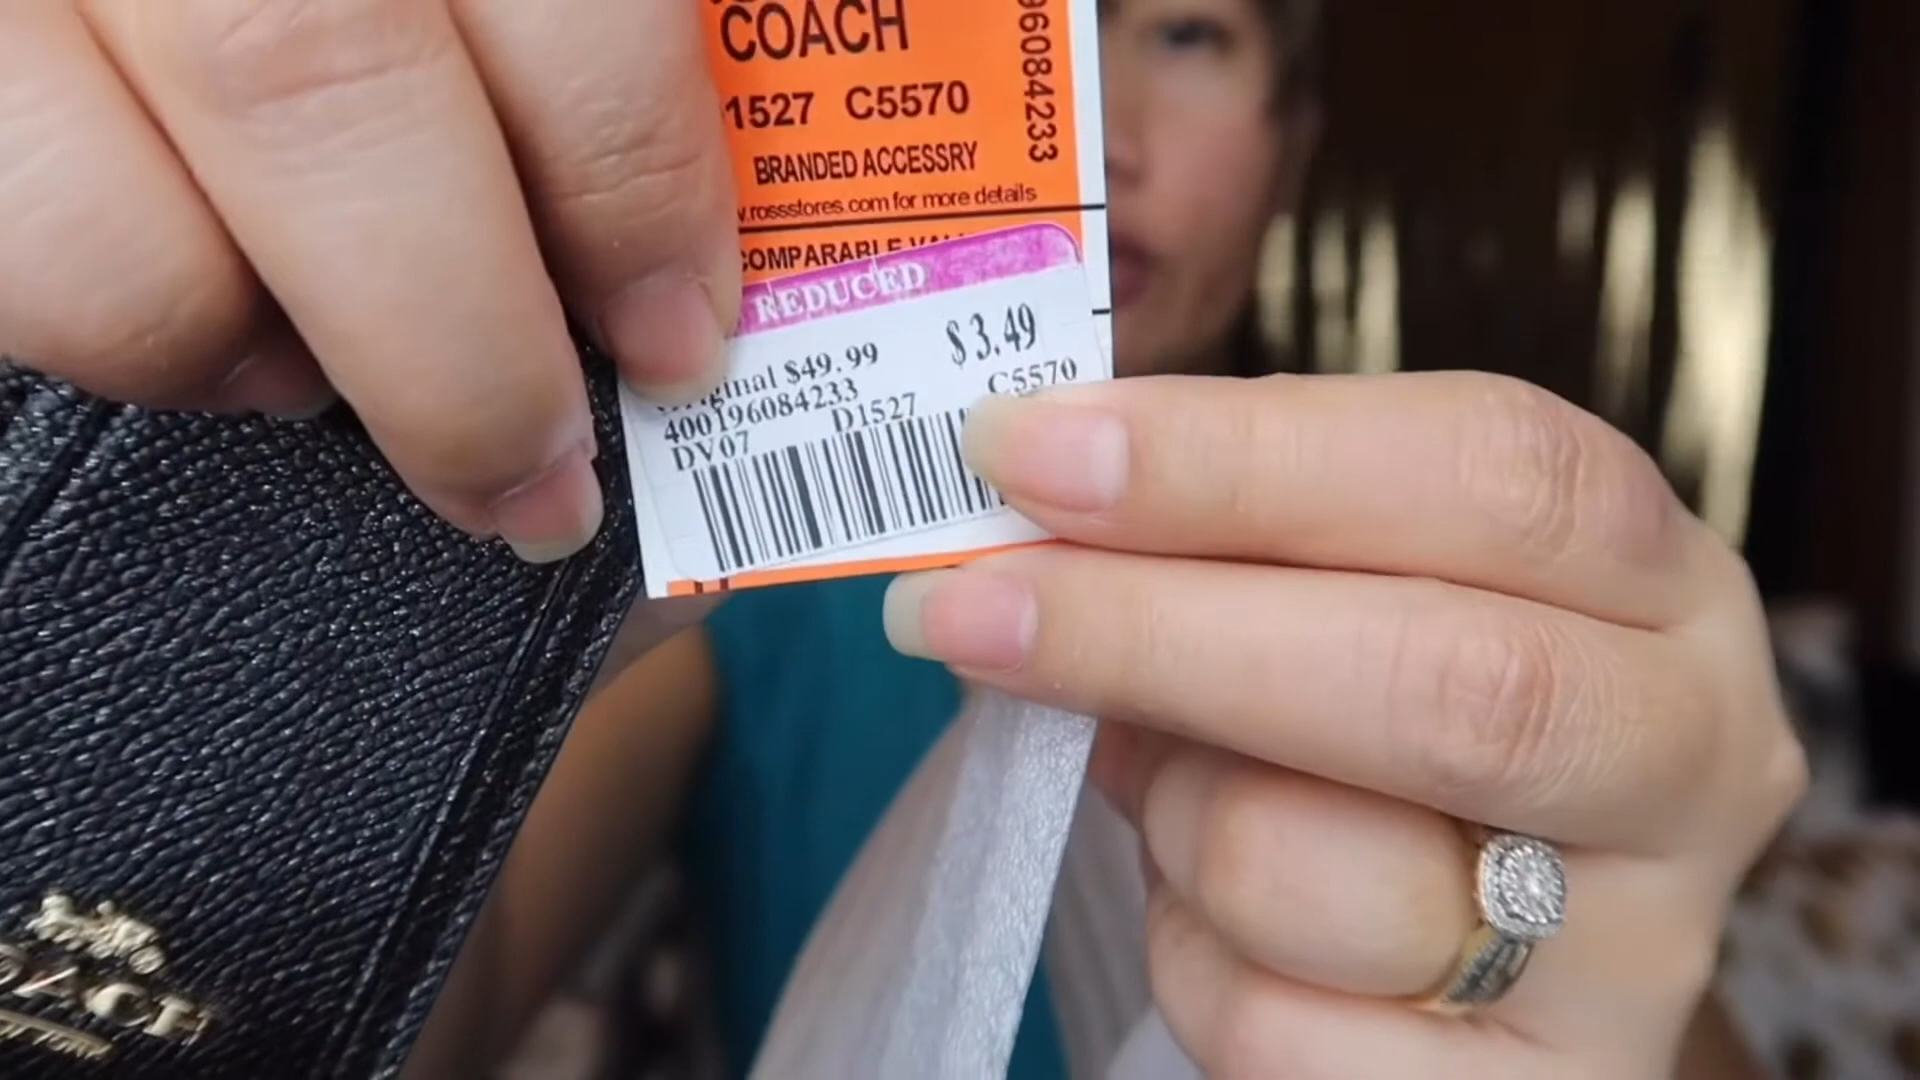 COACH
1527 C5570
BRANDED ACCESSRY
.rossstores.com for more details
COMPARABLE
REDUCED
$3.49
Original $49.99
400196084233
C5570
DV07 D1527
96084233
COACH